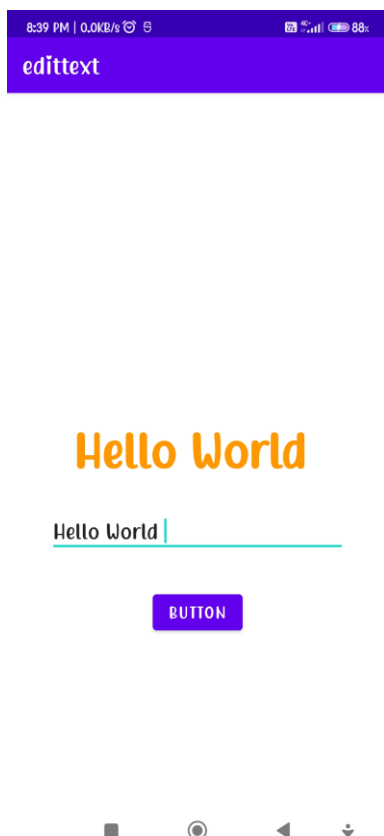 8:39 PM | 0.0KB/s 88%
edittext
Hello World
Hello World
BUTTON